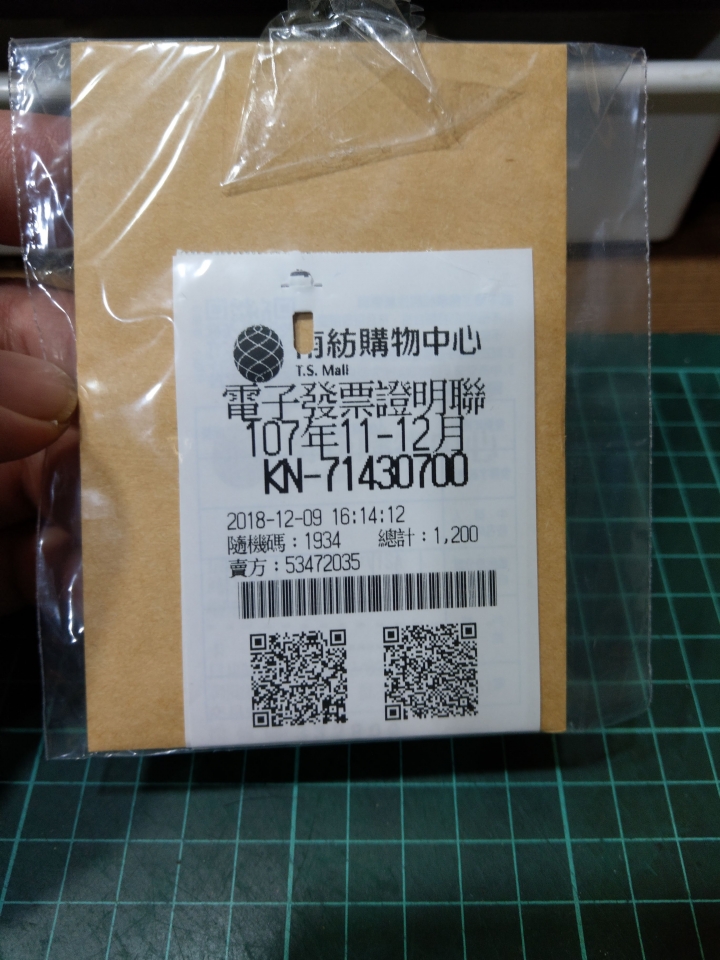 南紡購物中心
T.S. Mall
電子發票證明聯
107年11-12月
KN-71430700
2018-12-09 16:14:12
隨機碼：1934 總計：1,200
賣方：53472035